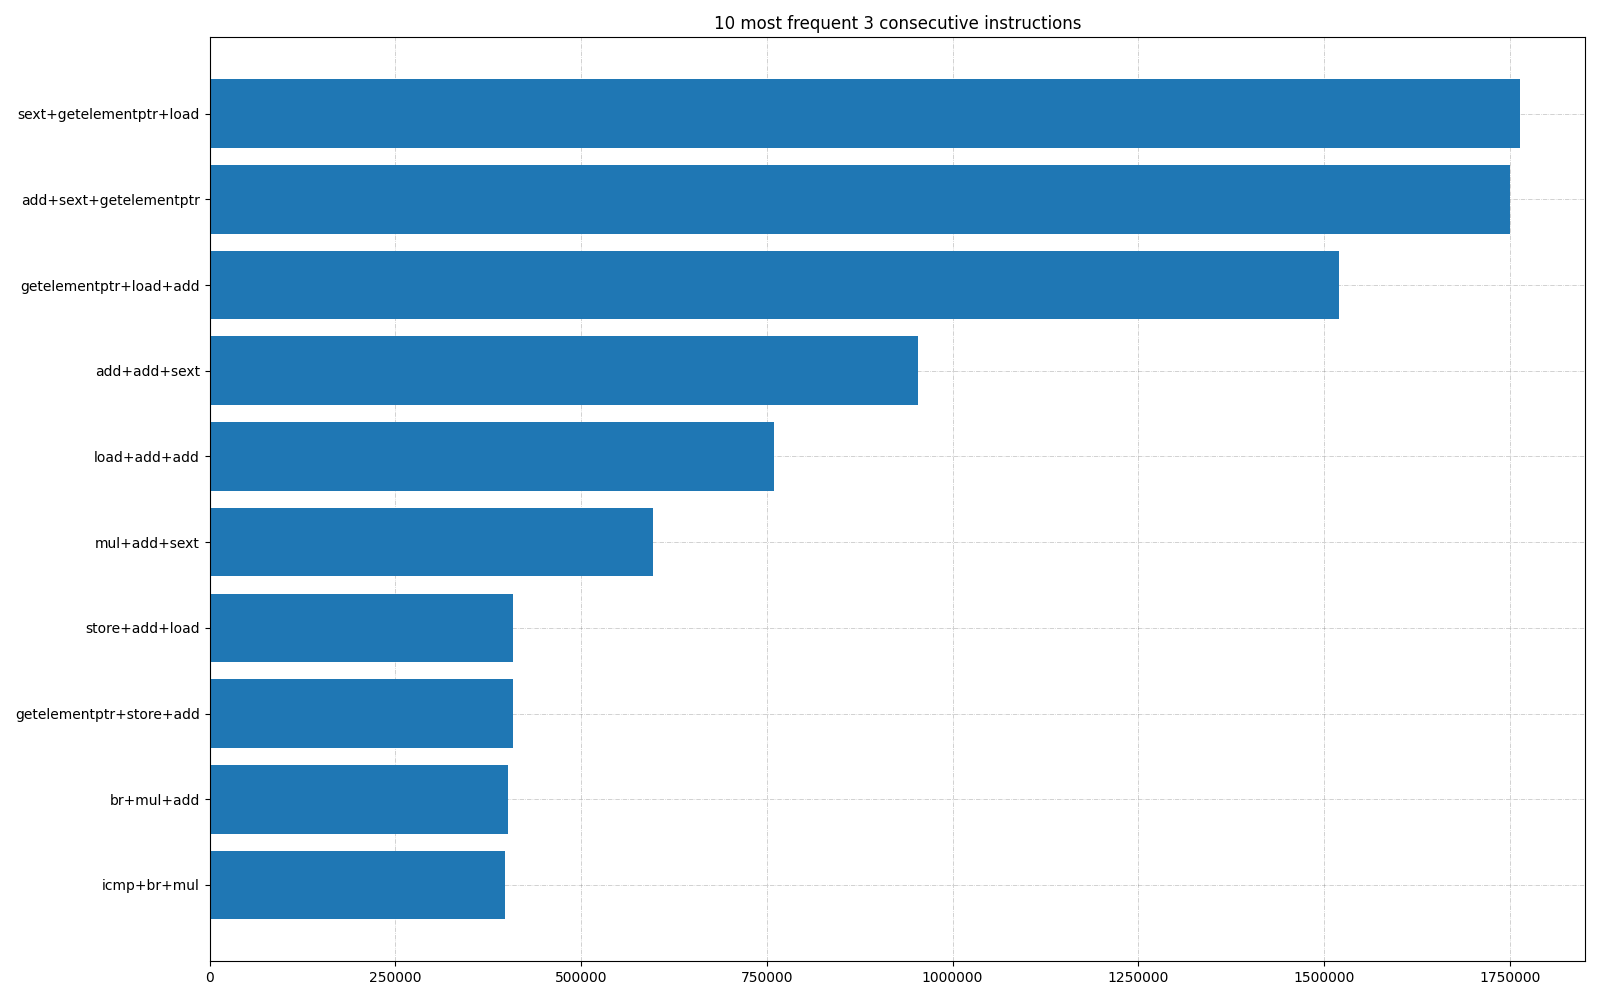 10 most frequent 3 consecutive instructions
sext+getelementptr+load
add+sext+getelementptr
getelementptr+load+add
add+add+sext
load+add+add
mul+add+sext
store+add+load
getelementptr+store+add
br+mul+add
icmp+br+mul
0 250000 500000 750000 1000000 1250000 1500000 1750000